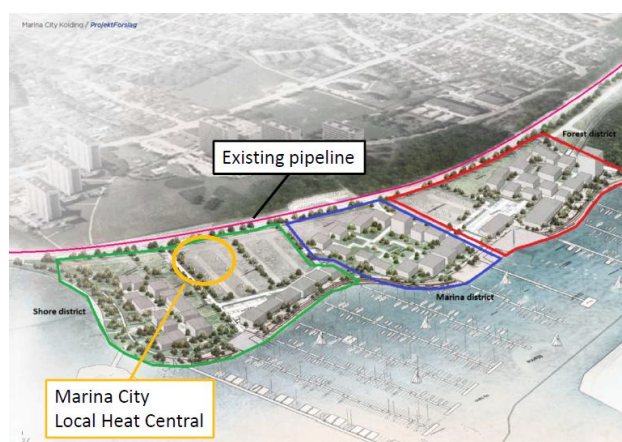 Marina City Kolding / ProjektForslag
Existing pipeline
Forest district
Marina district
Shore district
Marina City
Local Heat Central